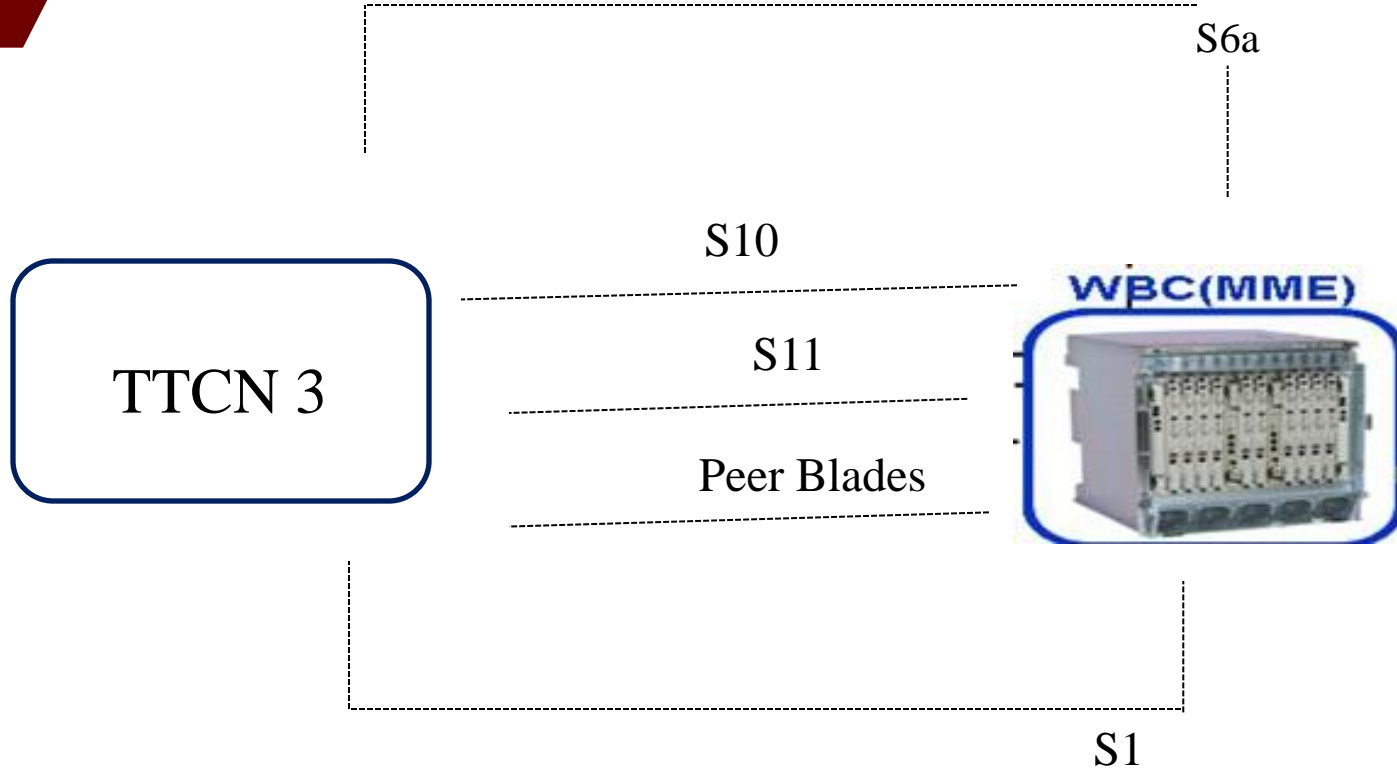 S6a
S10
WBC(MME)
S11
TTCN 3
Peer Blades
S1